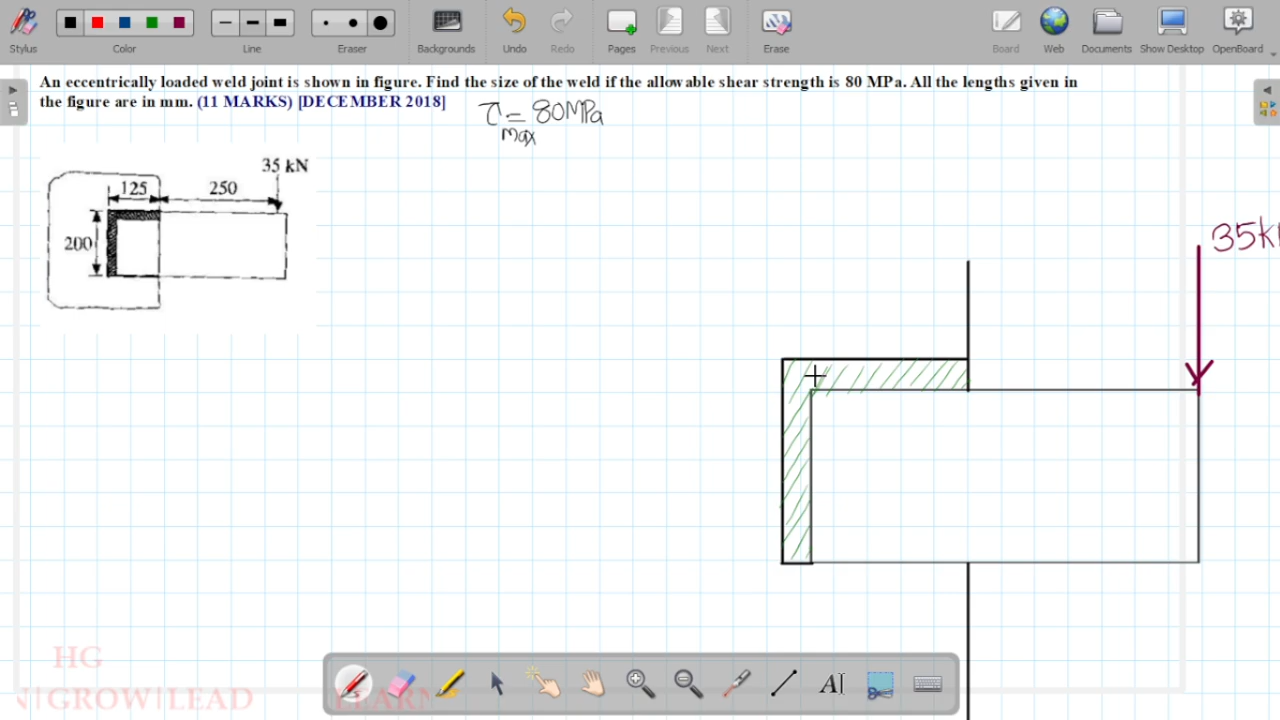 Stylus Color Line Eraser Backgrounds Undo Redo Pages Previous Next Erase Board Web Documents Show Desktop OpenBoard
An eccentrically loaded weld joint is shown in figure. Find the size of the weld if the allowable shear strength is 80 MPa. All the lengths given in
the figure are in mm. (11 MARKS) [DECEMBER 2018]
τmax = 80MPa
35 kN
125 250
200
35k
HG
N|GROW|LEAD LEARN
AI